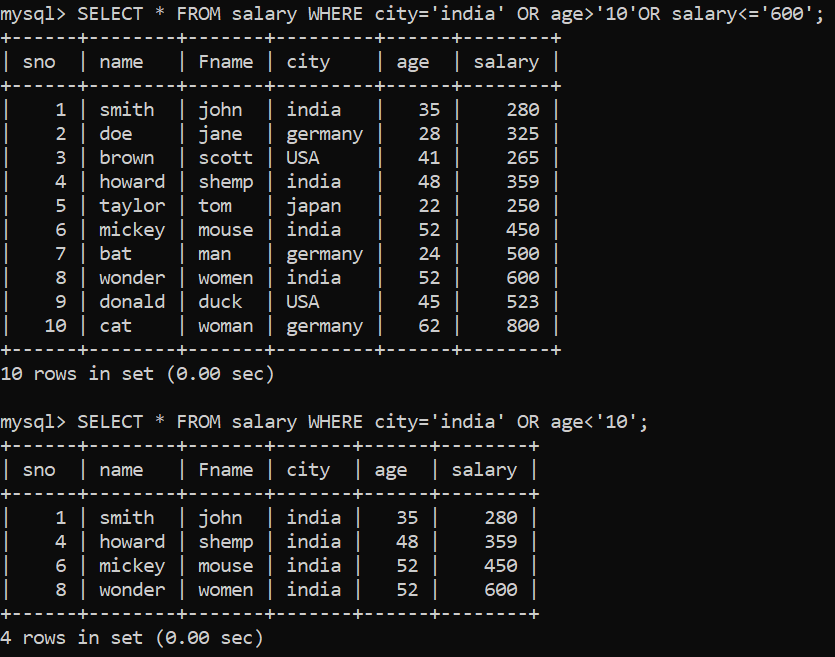 mysql> SELECT * FROM salary WHERE city='india' OR age>'10'OR salary<='600';
+------+--------+-------+---------+------+--------+
| sno  | name   | Fname | city    | age  | salary |
+------+--------+-------+---------+------+--------+
|    1 | smith  | john  | india   |   35 |    280 |
|    2 | doe    | jane  | germany |   28 |    325 |
|    3 | brown  | scott | USA     |   41 |    265 |
|    4 | howard | shemp | india   |   48 |    359 |
|    5 | taylor | tom   | japan   |   22 |    250 |
|    6 | mickey | mouse | india   |   52 |    450 |
|    7 | bat    | man   | germany |   24 |    500 |
|    8 | wonder | women | india   |   52 |    600 |
|    9 | donald | duck  | USA     |   45 |    523 |
|   10 | cat    | woman | germany |   62 |    800 |
+------+--------+-------+---------+------+--------+
10 rows in set (0.00 sec)
mysql> SELECT * FROM salary WHERE city='india' OR age<'10';
+------+--------+-------+-------+------+--------+
| sno  | name   | Fname | city  | age  | salary |
+------+--------+-------+-------+------+--------+
|    1 | smith  | john  | india |   35 |    280 |
|    4 | howard | shemp | india |   48 |    359 |
|    6 | mickey | mouse | india |   52 |    450 |
|    8 | wonder | women | india |   52 |    600 |
+------+--------+-------+-------+------+--------+
4 rows in set (0.00 sec)